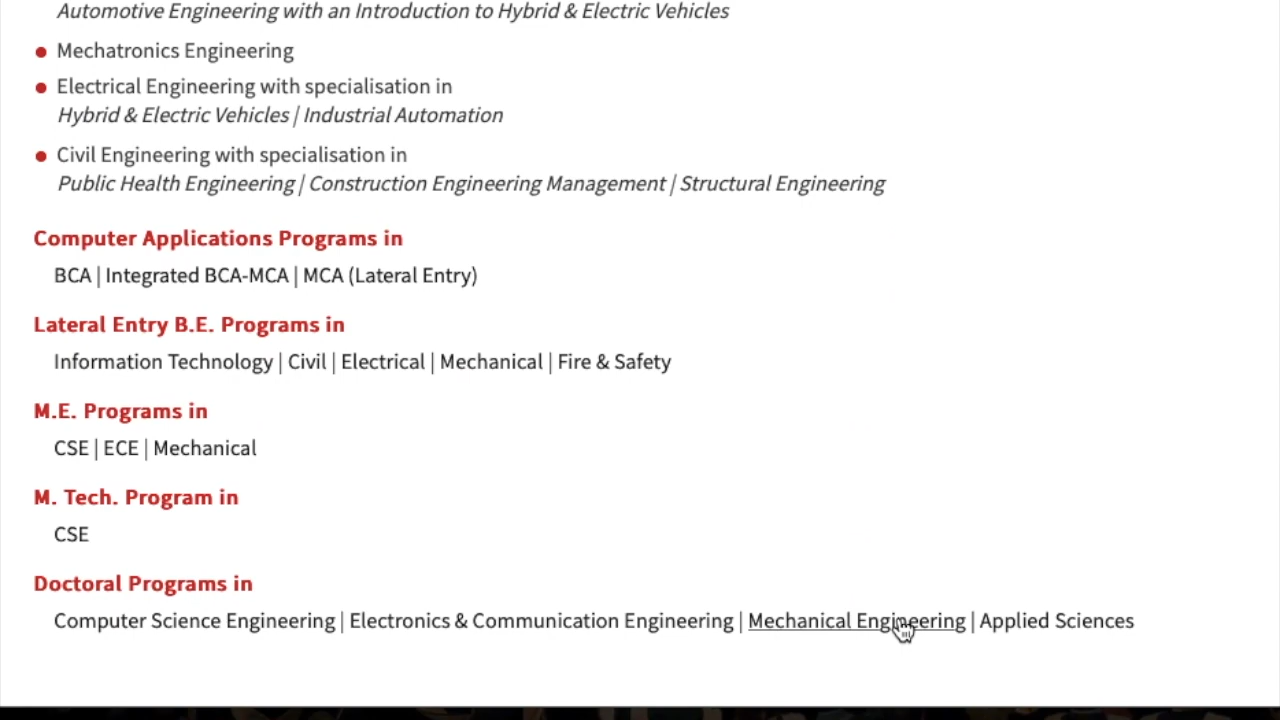 Automotive Engineering with an Introduction to Hybrid & Electric Vehicles
Mechatronics Engineering
Electrical Engineering with specialisation in
Hybrid & Electric Vehicles | Industrial Automation
Civil Engineering with specialisation in
Public Health Engineering | Construction Engineering Management | Structural Engineering
Computer Applications Programs in
BCA | Integrated BCA-MCA | MCA (Lateral Entry)
Lateral Entry B.E. Programs in
Information Technology | Civil | Electrical | Mechanical | Fire & Safety
M.E. Programs in
CSE | ECE | Mechanical
M. Tech. Program in
CSE
Doctoral Programs in
Computer Science Engineering | Electronics & Communication Engineering | Mechanical Engineering | Applied Sciences